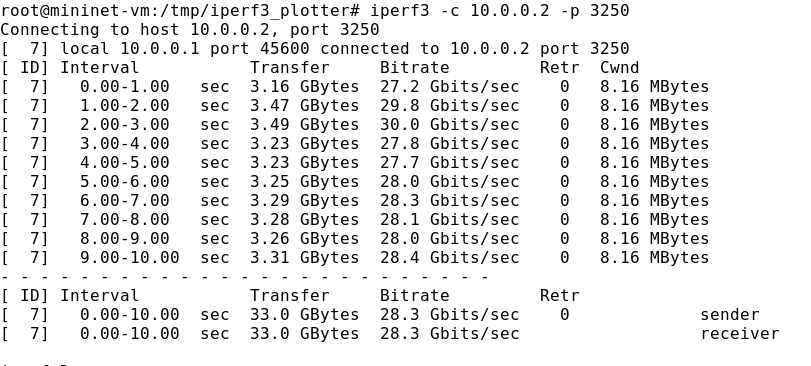 root@mininet-vm:/tmp/iperf3_plotter# iperf3 -c 10.0.0.2 -p 3250
Connecting to host 10.0.0.2, port 3250
[  7] local 10.0.0.1 port 45600 connected to 10.0.0.2 port 3250
[ ID] Interval           Transfer     Bitrate         Retr  Cwnd
[  7]   0.00-1.00   sec  3.16 GBytes  27.2 Gbits/sec    0   8.16 MBytes
[  7]   1.00-2.00   sec  3.47 GBytes  29.8 Gbits/sec    0   8.16 MBytes
[  7]   2.00-3.00   sec  3.49 GBytes  30.0 Gbits/sec    0   8.16 MBytes
[  7]   3.00-4.00   sec  3.23 GBytes  27.8 Gbits/sec    0   8.16 MBytes
[  7]   4.00-5.00   sec  3.23 GBytes  27.7 Gbits/sec    0   8.16 MBytes
[  7]   5.00-6.00   sec  3.25 GBytes  28.0 Gbits/sec    0   8.16 MBytes
[  7]   6.00-7.00   sec  3.29 GBytes  28.3 Gbits/sec    0   8.16 MBytes
[  7]   7.00-8.00   sec  3.28 GBytes  28.1 Gbits/sec    0   8.16 MBytes
[  7]   8.00-9.00   sec  3.26 GBytes  28.0 Gbits/sec    0   8.16 MBytes
[  7]   9.00-10.00  sec  3.31 GBytes  28.4 Gbits/sec    0   8.16 MBytes
- - - - - - - - - - - - - - - - - - - - - - - - -
[ ID] Interval           Transfer     Bitrate         Retr
[  7]   0.00-10.00  sec  33.0 GBytes  28.3 Gbits/sec    0             sender
[  7]   0.00-10.00  sec  33.0 GBytes  28.3 Gbits/sec                  receiver